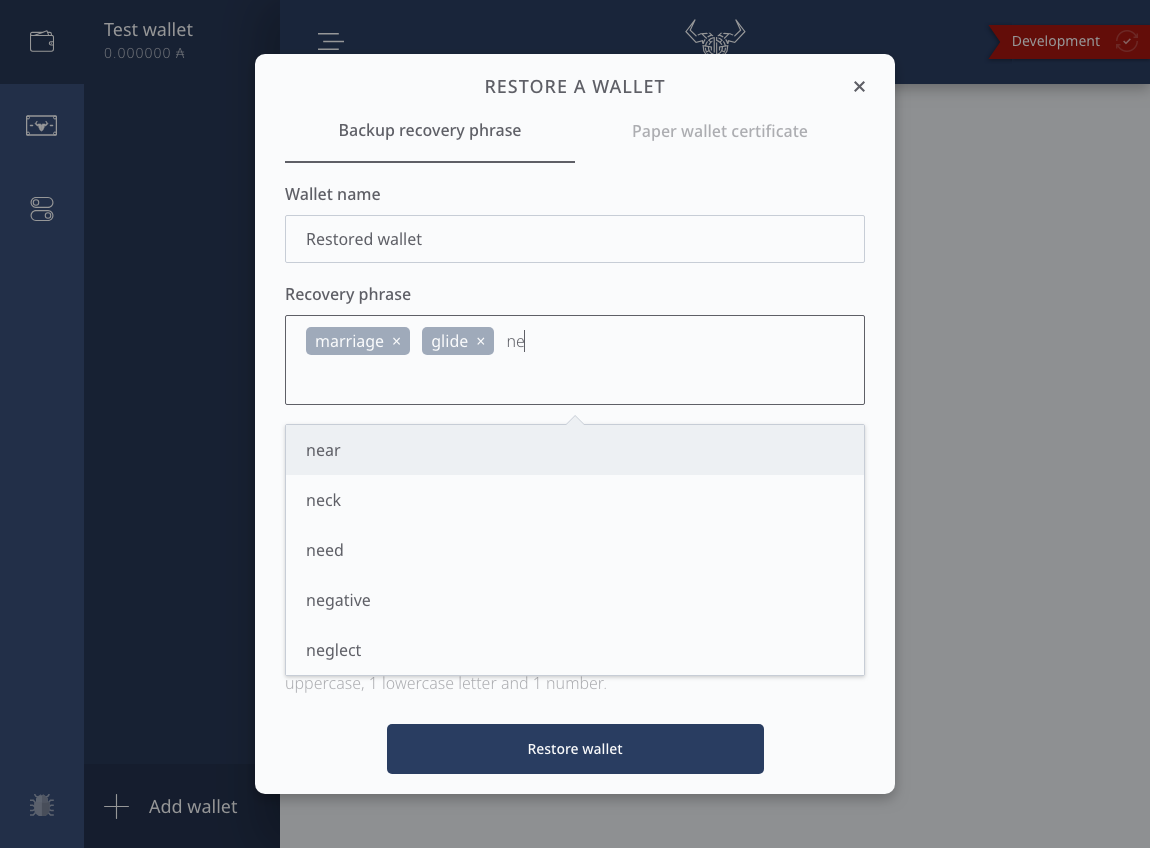 Test wallet
0.000000 ₳
Development
RESTORE A WALLET
×
Backup recovery phrase
Paper wallet certificate
Wallet name
Restored wallet
Recovery phrase
marriage × glide × ne
near
neck
need
negative
neglect
uppercase, 1 lowercase letter and 1 number.
Restore wallet
Add wallet